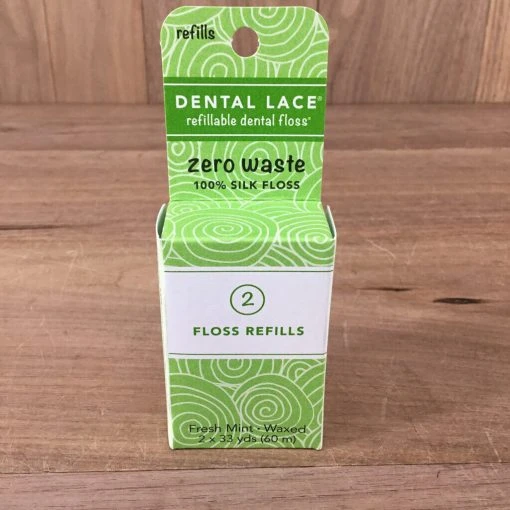 refills
DENTAL LACE®
refillable dental floss®
zero waste
100% SILK FLOSS
2
FLOSS REFILLS
Fresh Mint • Waxed
2 x 33 yds (60 m)